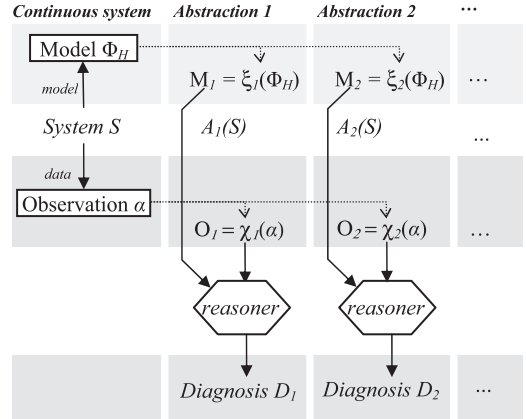 Continuous system Abstraction 1 Abstraction 2 ...
Model Φ_H
model
M_1 = ξ_1(Φ_H) M_2 = ξ_2(Φ_H) ...
System S A_1(S) A_2(S) ...
data
Observation α
O_1 = χ_1(α) O_2 = χ_2(α) ...
reasoner reasoner
Diagnosis D_1 Diagnosis D_2 ...